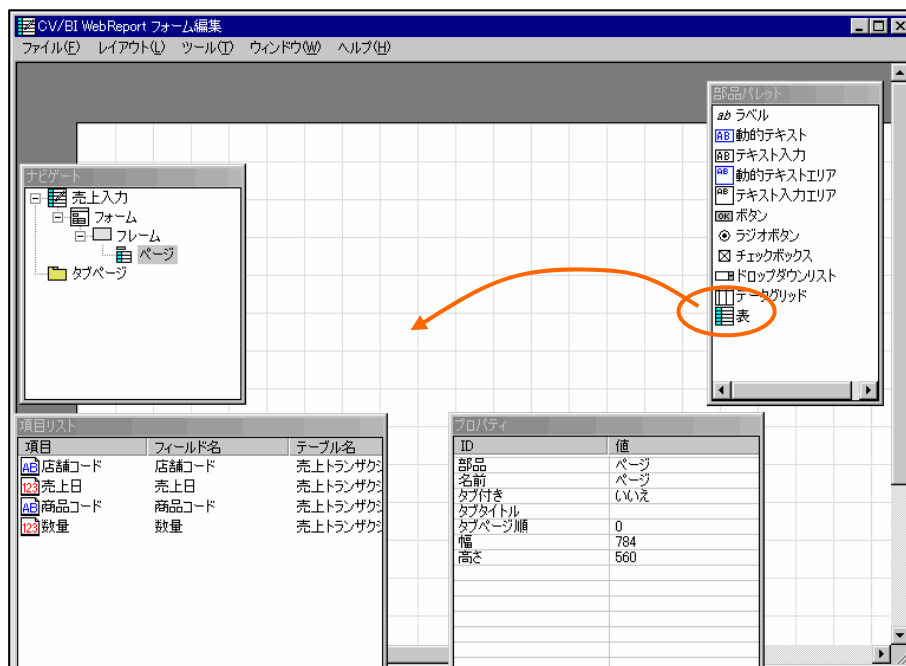 CV/BI WebReport フォーム編集
ファイル(F) レイアウト(L) ツール(T) ウィンドウ(W) ヘルプ(H)
部品パレット
ab ラベル
AB 動的テキスト
AB テキスト入力
AB 動的テキストエリア
AB テキスト入力エリア
OK ボタン
ラジオボタン
チェックボックス
ドロップダウンリスト
データグリッド
表
ナビゲート
売上入力
フォーム
フレーム
ページ
タブページ
項目リスト
項目 フィールド名 テーブル名
AB 店舗コード 店舗コード 売上トランザクシ
123 売上日 売上日 売上トランザクシ
AB 商品コード 商品コード 売上トランザクシ
123 数量 数量 売上トランザクシ
プロパティ
ID 値
部品 ページ
名前 ページ
タブ付き いいえ
タブタイトル
タブページ順 0
幅 784
高さ 560